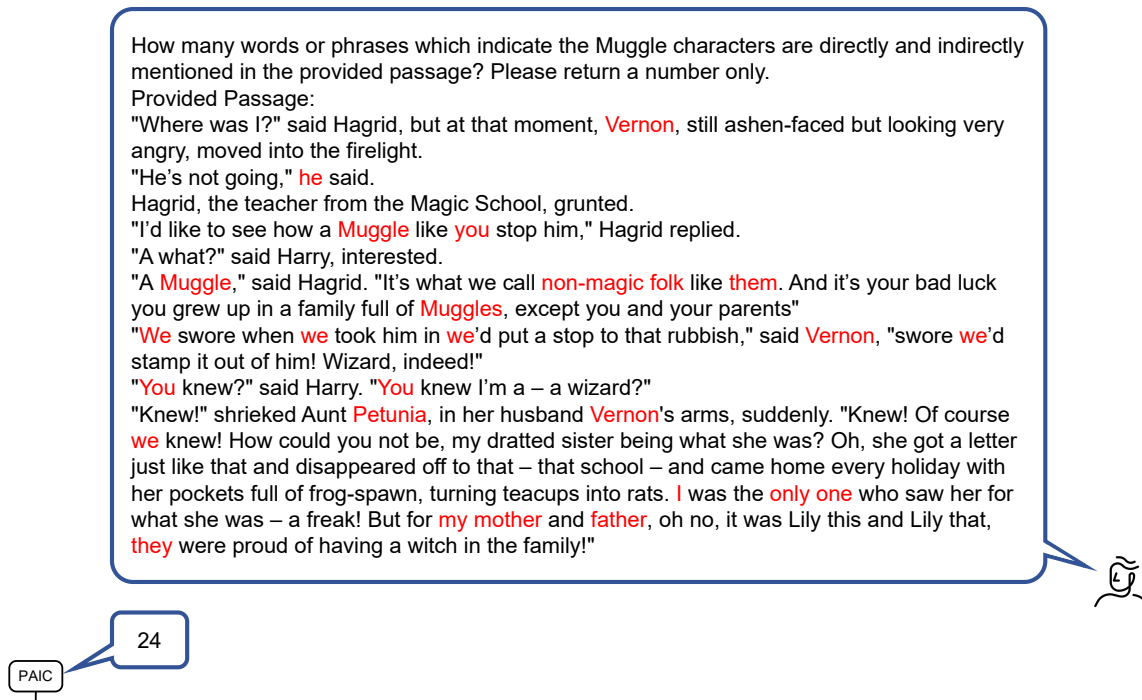 How many words or phrases which indicate the Muggle characters are directly and indirectly
mentioned in the provided passage? Please return a number only.
Provided Passage:
"Where was I?" said Hagrid, but at that moment, Vernon, still ashen-faced but looking very
angry, moved into the firelight.
"He’s not going," he said.
Hagrid, the teacher from the Magic School, grunted.
"I’d like to see how a Muggle like you stop him," Hagrid replied.
"A what?" said Harry, interested.
"A Muggle," said Hagrid. "It’s what we call non-magic folk like them. And it’s your bad luck
you grew up in a family full of Muggles, except you and your parents"
"We swore when we took him in we’d put a stop to that rubbish," said Vernon, "swore we’d
stamp it out of him! Wizard, indeed!"
"You knew?" said Harry. "You knew I’m a – a wizard?"
"Knew!" shrieked Aunt Petunia, in her husband Vernon's arms, suddenly. "Knew! Of course
we knew! How could you not be, my dratted sister being what she was? Oh, she got a letter
just like that and disappeared off to that – that school – and came home every holiday with
her pockets full of frog-spawn, turning teacups into rats. I was the only one who saw her for
what she was – a freak! But for my mother and father, oh no, it was Lily this and Lily that,
they were proud of having a witch in the family!"
24
PAIC